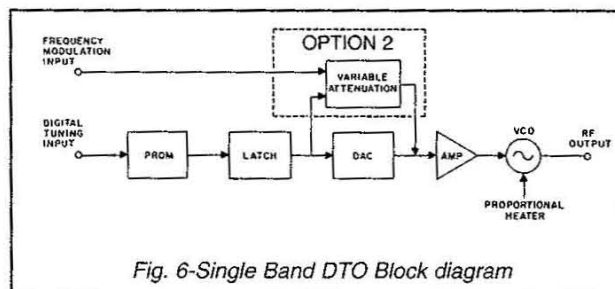 OPTION 2
FREQUENCY
MODULATION
INPUT
VARIABLE
ATTENUATION
DIGITAL
TUNING
INPUT
PROM
LATCH
DAC
AMP
VCO
RF
OUTPUT
PROPORTIONAL
HEATER
Fig. 6-Single Band DTO Block diagram